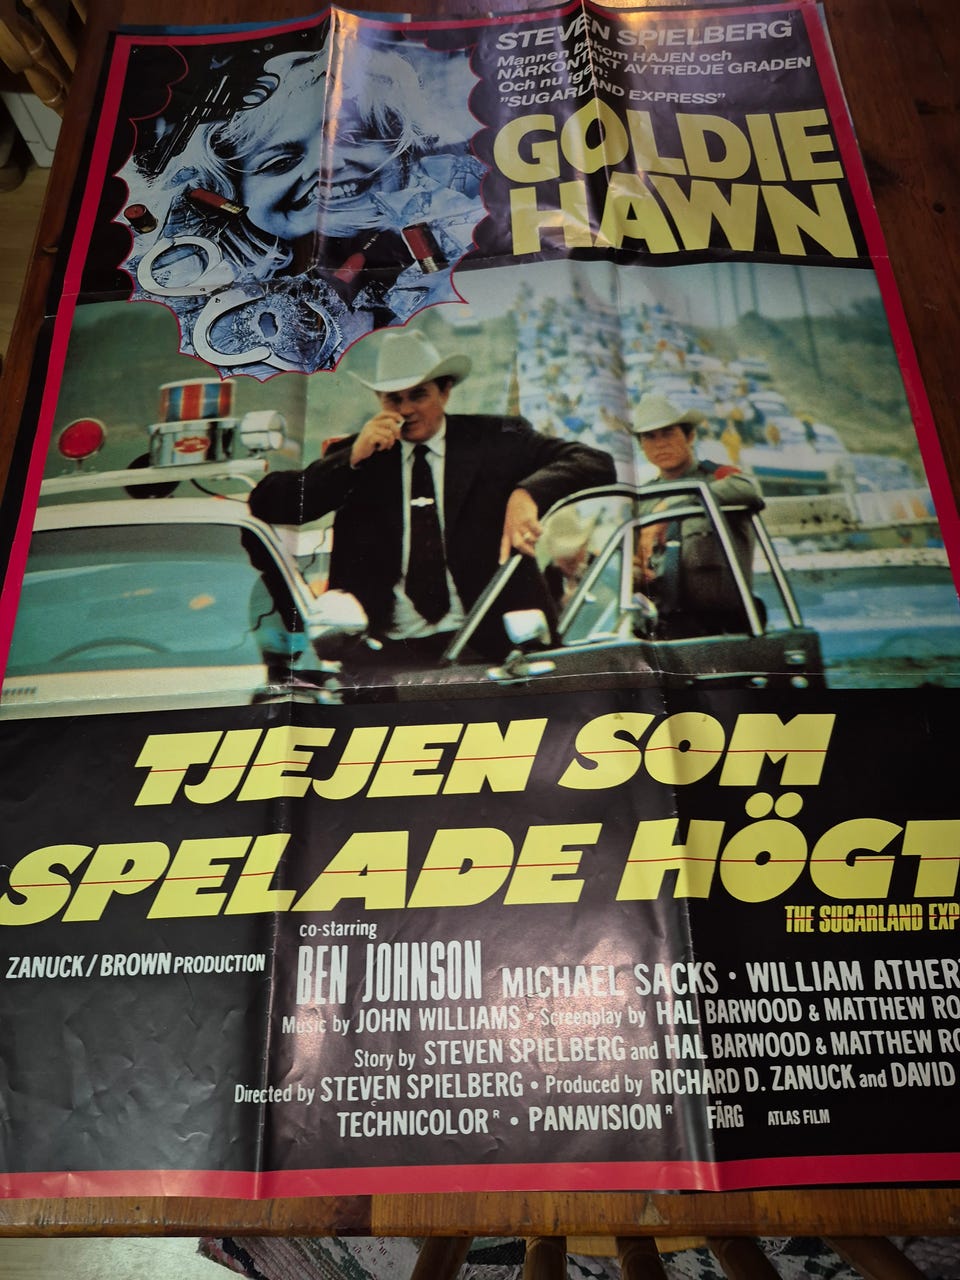 STEVEN SPIELBERG
Mannen bakom HAJEN och
NÄRKONTAKT AV TREDJE GRADEN
Och nu igen:
"SUGARLAND EXPRESS"
GOLDIE
HAWN
TJEJEN SOM
SPELADE HÖGT
THE SUGARLAND EXP
co-starring
ZANUCK/BROWN PRODUCTION
BEN JOHNSON MICHAEL SACKS • WILLIAM ATHER
Music by JOHN WILLIAMS • Screenplay by HAL BARWOOD & MATTHEW RO
Story by STEVEN SPIELBERG and HAL BARWOOD & MATTHEW RO
Directed by STEVEN SPIELBERG • Produced by RICHARD D. ZANUCK and DAVID
TECHNICOLOR R • PANAVISION R FÄRG ATLAS FILM